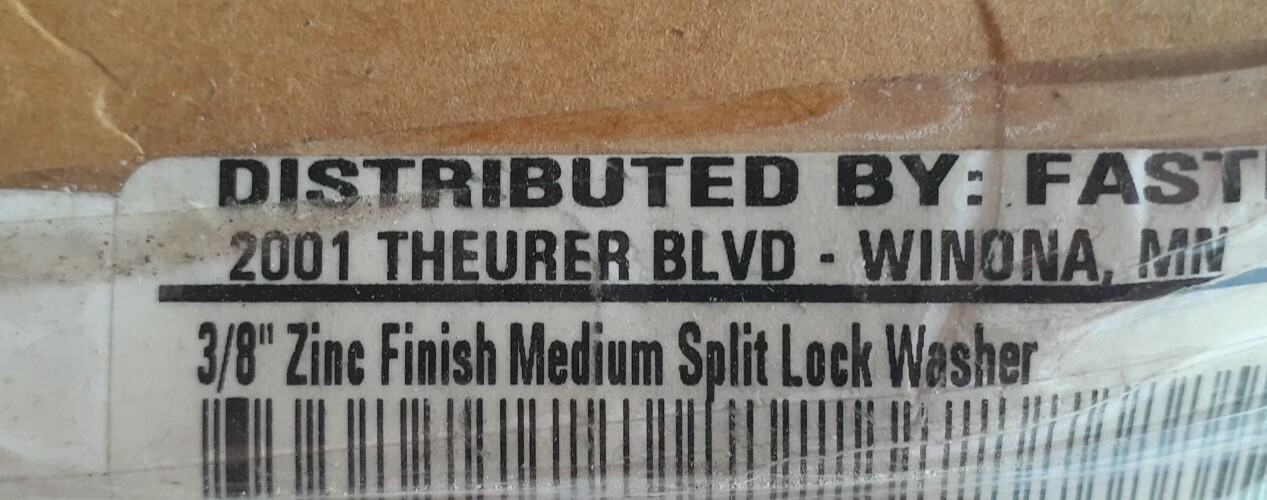 DISTRIBUTED BY: FAST
2001 THEURER BLVD - WINONA, MN
3/8" Zinc Finish Medium Split Lock Washer